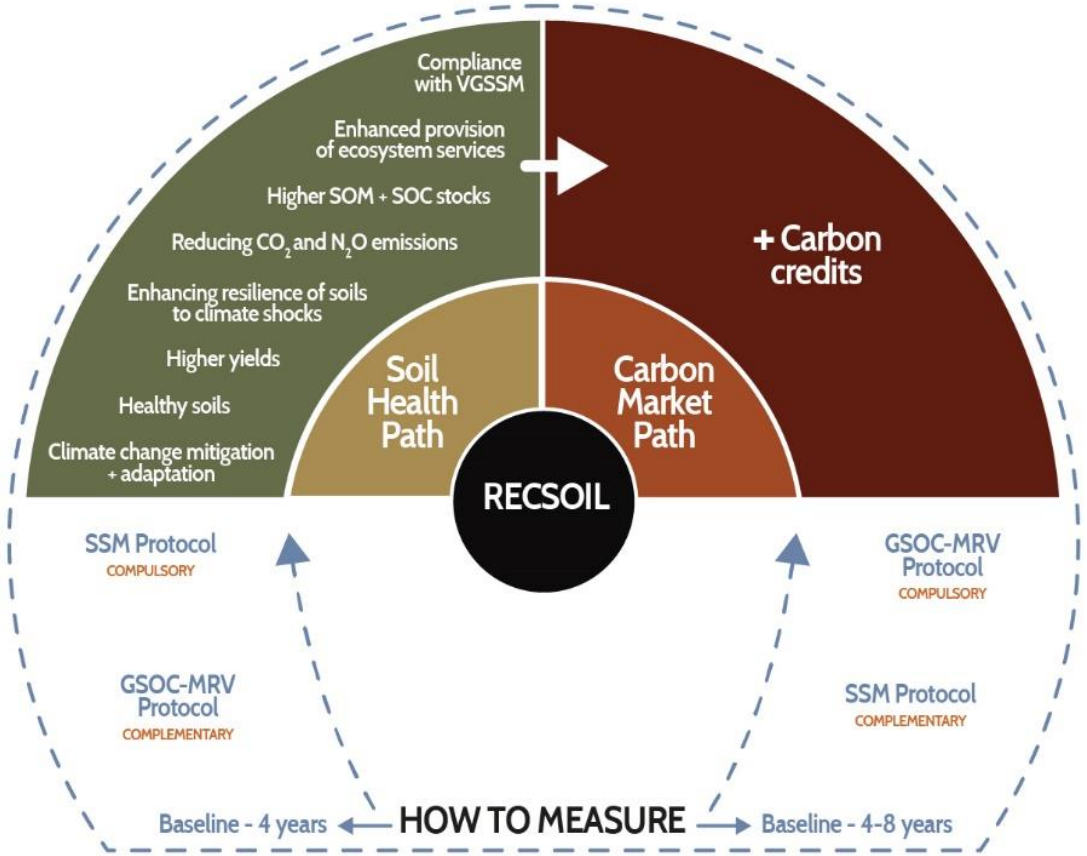 Compliance
with VGSSM
Enhanced provision
of ecosystem services
Higher SOM + SOC stocks
Reducing CO₂ and N₂O emissions
Enhancing resilience of soils
to climate shocks
Higher yields
Healthy soils
Climate change mitigation
+ adaptation
+ Carbon
credits
Soil
Health
Path
Carbon
Market
Path
RECSOIL
SSM Protocol
COMPULSORY
GSOC-MRV
Protocol
COMPLEMENTARY
GSOC-MRV
Protocol
COMPULSORY
SSM Protocol
COMPLEMENTARY
Baseline - 4 years
HOW TO MEASURE
Baseline - 4-8 years